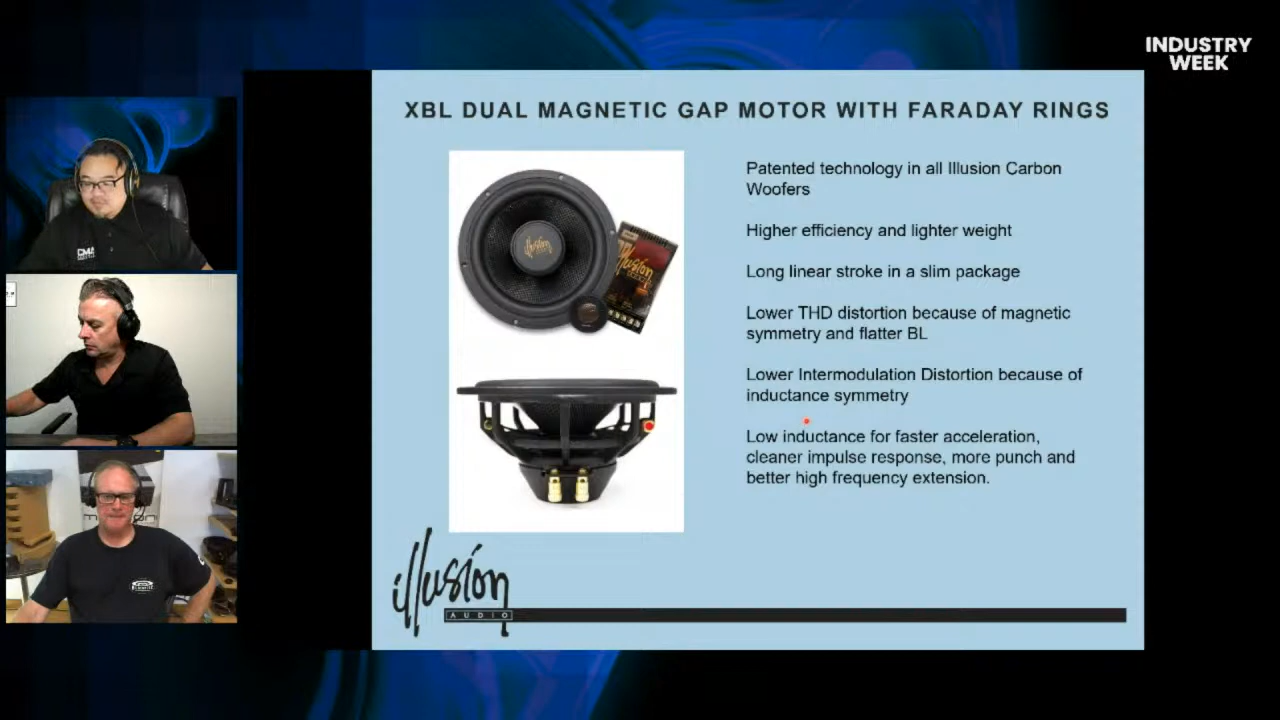 INDUSTRY
WEEK
XBL DUAL MAGNETIC GAP MOTOR WITH FARADAY RINGS
Patented technology in all Illusion Carbon
Woofers
Higher efficiency and lighter weight
Long linear stroke in a slim package
Lower THD distortion because of magnetic
symmetry and flatter BL
Lower Intermodulation Distortion because of
inductance symmetry
Low inductance for faster acceleration,
cleaner impulse response, more punch and
better high frequency extension.
illusion
illusion
illusion
AUDIO
CMA